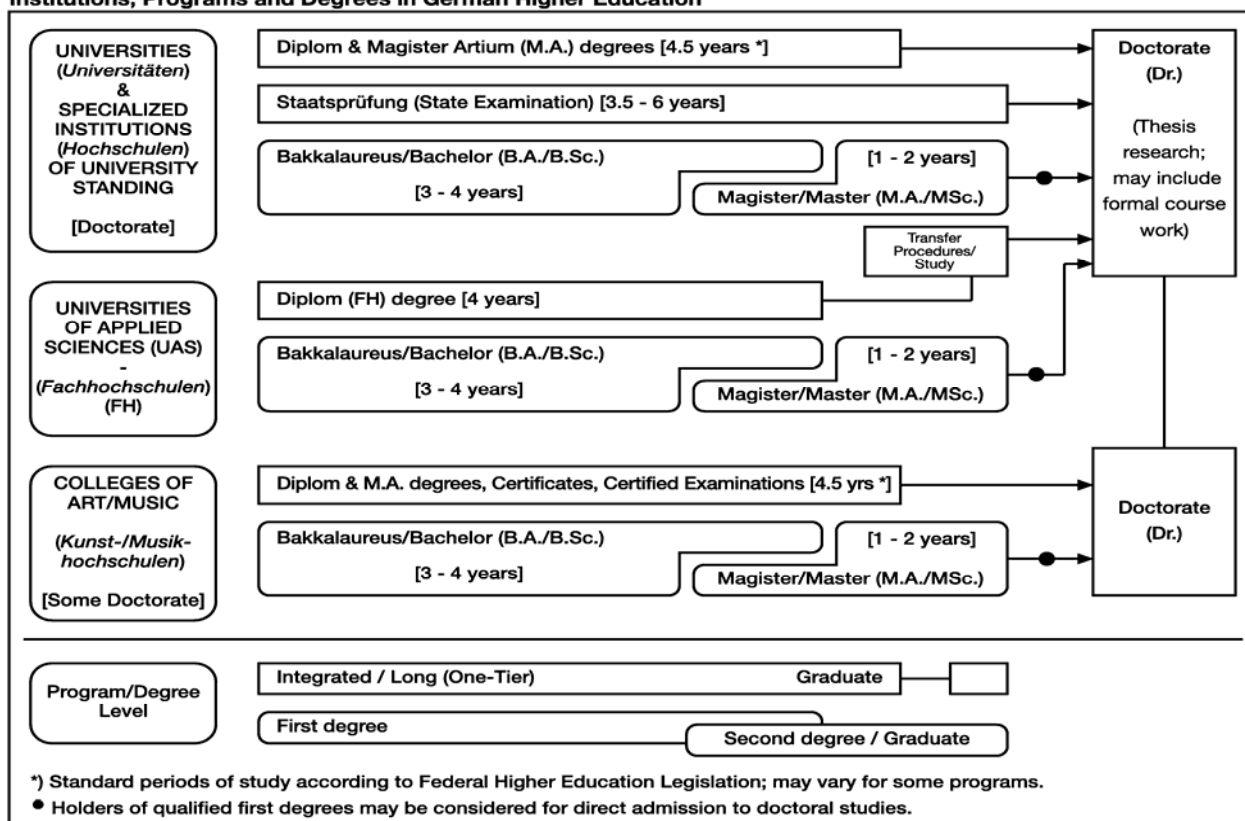 Institutions, Programs and Degrees in German Higher Education
UNIVERSITIES
(Universitäten)
&
SPECIALIZED
INSTITUTIONS
(Hochschulen)
OF UNIVERSITY
STANDING
[Doctorate]
Diplom & Magister Artium (M.A.) degrees [4.5 years *]
Staatsprüfung (State Examination) [3.5 - 6 years]
Bakkalaureus/Bachelor (B.A./B.Sc.)
[3 - 4 years]
[1 - 2 years]
Magister/Master (M.A./MSc.)
Transfer
Procedures/
Study
Doctorate
(Dr.)
(Thesis
research;
may include
formal course
work)
UNIVERSITIES
OF APPLIED
SCIENCES (UAS)
-
(Fachhochschulen)
(FH)
Diplom (FH) degree [4 years]
Bakkalaureus/Bachelor (B.A./B.Sc.)
[3 - 4 years]
[1 - 2 years]
Magister/Master (M.A./MSc.)
COLLEGES OF
ART/MUSIC
(Kunst-/Musik-
hochschulen)
[Some Doctorate]
Diplom & M.A. degrees, Certificates, Certified Examinations [4.5 yrs *]
Bakkalaureus/Bachelor (B.A./B.Sc.)
[3 - 4 years]
[1 - 2 years]
Magister/Master (M.A./MSc.)
Doctorate
(Dr.)
Program/Degree
Level
Integrated / Long (One-Tier) Graduate
First degree
Second degree / Graduate
*) Standard periods of study according to Federal Higher Education Legislation; may vary for some programs.
● Holders of qualified first degrees may be considered for direct admission to doctoral studies.